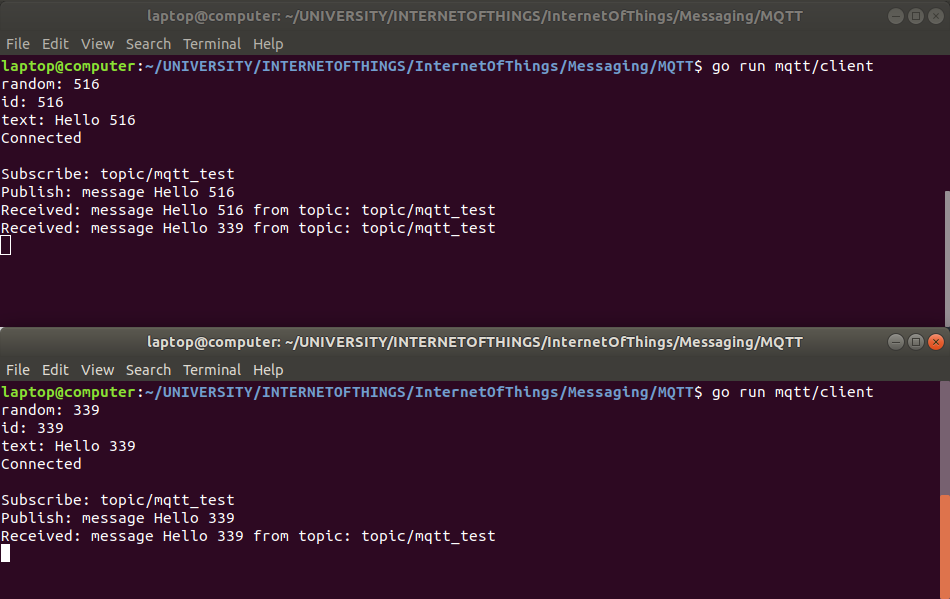 laptop@computer: ~/UNIVERSITY/INTERNETOFTHINGS/InternetOfThings/Messaging/MQTT
File Edit View Search Terminal Help
laptop@computer:~/UNIVERSITY/INTERNETOFTHINGS/InternetOfThings/Messaging/MQTT$ go run mqtt/client
random: 516
id: 516
text: Hello 516
Connected
Subscribe: topic/mqtt_test
Publish: message Hello 516
Received: message Hello 516 from topic: topic/mqtt_test
Received: message Hello 339 from topic: topic/mqtt_test
laptop@computer: ~/UNIVERSITY/INTERNETOFTHINGS/InternetOfThings/Messaging/MQTT
File Edit View Search Terminal Help
laptop@computer:~/UNIVERSITY/INTERNETOFTHINGS/InternetOfThings/Messaging/MQTT$ go run mqtt/client
random: 339
id: 339
text: Hello 339
Connected
Subscribe: topic/mqtt_test
Publish: message Hello 339
Received: message Hello 339 from topic: topic/mqtt_test